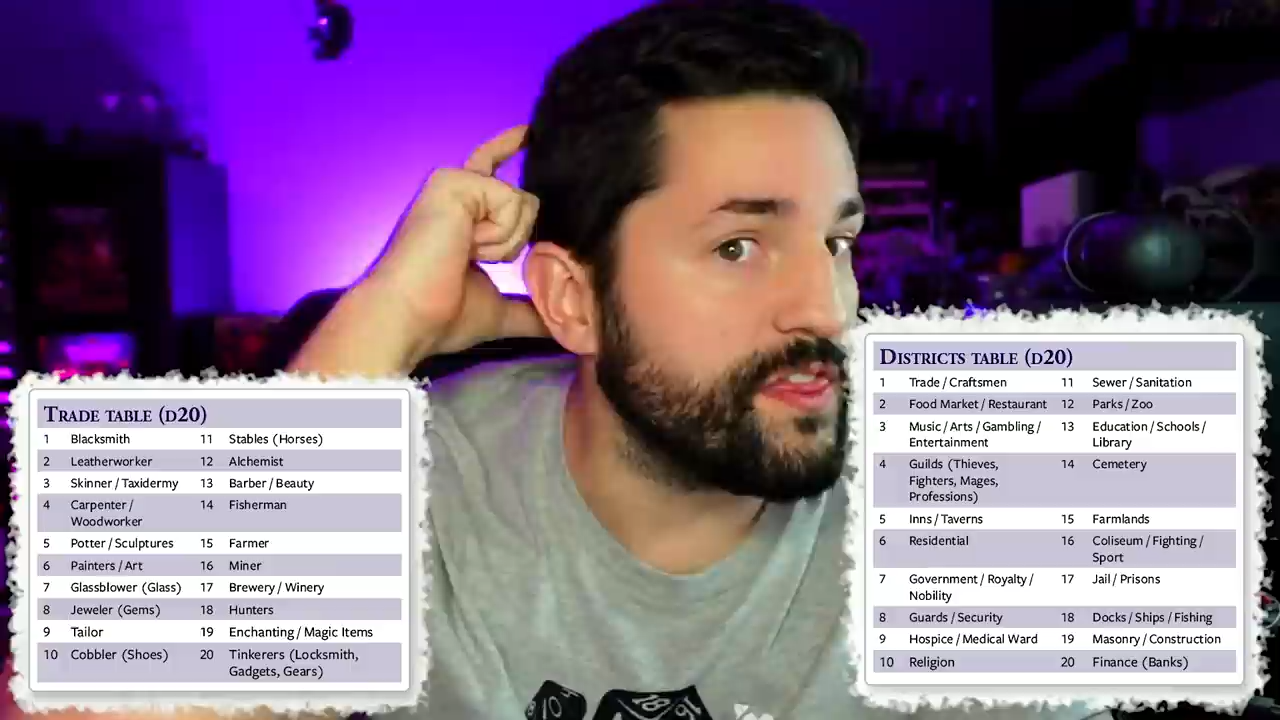 TRADE TABLE (D20)
1 Blacksmith 11 Stables (Horses)
2 Leatherworker 12 Alchemist
3 Skinner / Taxidermy 13 Barber / Beauty
4 Carpenter / 14 Fisherman
Woodworker
5 Potter / Sculptures 15 Farmer
6 Painters / Art 16 Miner
7 Glassblower (Glass) 17 Brewery / Winery
8 Jeweler (Gems) 18 Hunters
9 Tailor 19 Enchanting / Magic Items
10 Cobbler (Shoes) 20 Tinkerers (Locksmith,
Gadgets, Gears)
DISTRICTS TABLE (D20)
1 Trade / Craftsmen 11 Sewer / Sanitation
2 Food Market / Restaurant 12 Parks / Zoo
3 Music / Arts / Gambling / 13 Education / Schools /
Entertainment Library
4 Guilds (Thieves, 14 Cemetery
Fighters, Mages,
Professions)
5 Inns / Taverns 15 Farmlands
6 Residential 16 Coliseum / Fighting /
Sport
7 Government / Royalty / 17 Jail / Prisons
Nobility
8 Guards / Security 18 Docks / Ships / Fishing
9 Hospice / Medical Ward 19 Masonry / Construction
10 Religion 20 Finance (Banks)
18
16